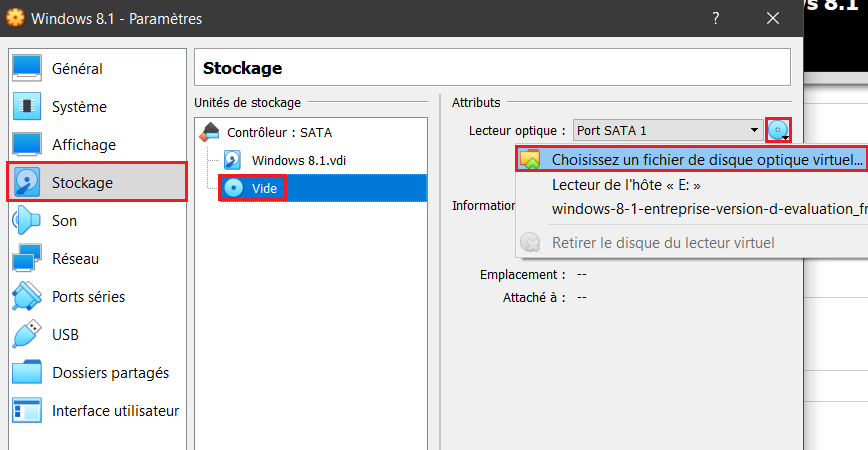 Windows 8.1 - Paramètres
?
8.1
Général
Système
Affichage
Stockage
Son
Réseau
Ports séries
USB
Dossiers partagés
Interface utilisateur
Stockage
Unités de stockage
Contrôleur : SATA
Windows 8.1.vdi
Vide
Attributs
Lecteur optique : Port SATA 1
Choisissez un fichier de disque optique virtuel...
Lecteur de l'hôte « E: »
windows-8-1-entreprise-version-d-evaluation_fr
Retirer le disque du lecteur virtuel
Information
Emplacement : --
Attaché à : --